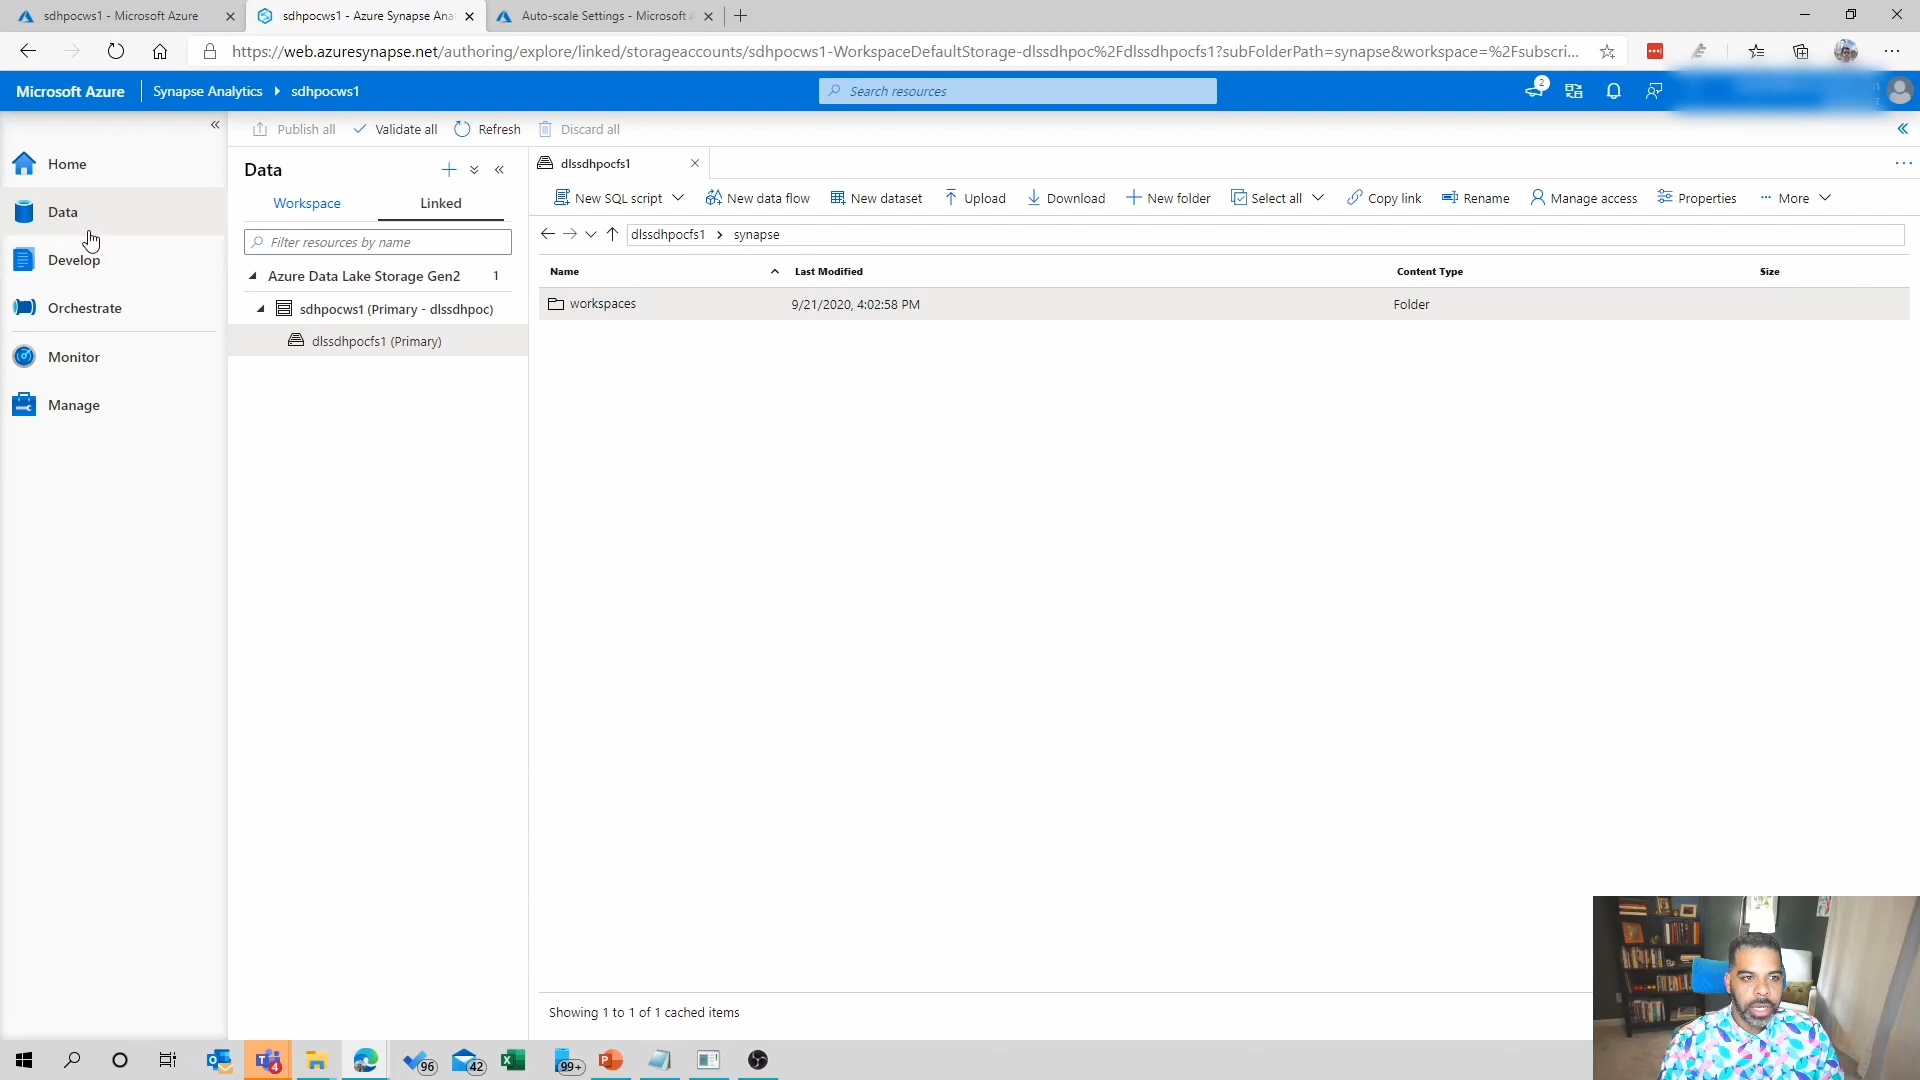 sdhpocws1 - Microsoft Azure
sdhpocws1 - Azure Synapse Ana
Auto-scale Settings - Microsoft A
https://web.azuresynapse.net/authoring/explore/linked/storageaccounts/sdhpocws1-WorkspaceDefaultStorage-dlssdhpoc%2Fdlssdhpocfs1?subFolderPath=synapse&workspace=%2Fsubscri...
Microsoft Azure
Synapse Analytics
sdhpocws1
Search resources
2
Publish all
Validate all
Refresh
Discard all
Home
Data
Develop
Orchestrate
Monitor
Manage
Data
Workspace
Linked
Filter resources by name
Azure Data Lake Storage Gen2 1
sdhpocws1 (Primary - dlssdhpoc)
dlssdhpocfs1 (Primary)
dlssdhpocfs1
New SQL script
New data flow
New dataset
Upload
Download
New folder
Select all
Copy link
Rename
Manage access
Properties
More
dlssdhpocfs1 > synapse
Name Last Modified Content Type Size
workspaces 9/21/2020, 4:02:58 PM Folder
Showing 1 to 1 of 1 cached items
4
96
42
99+